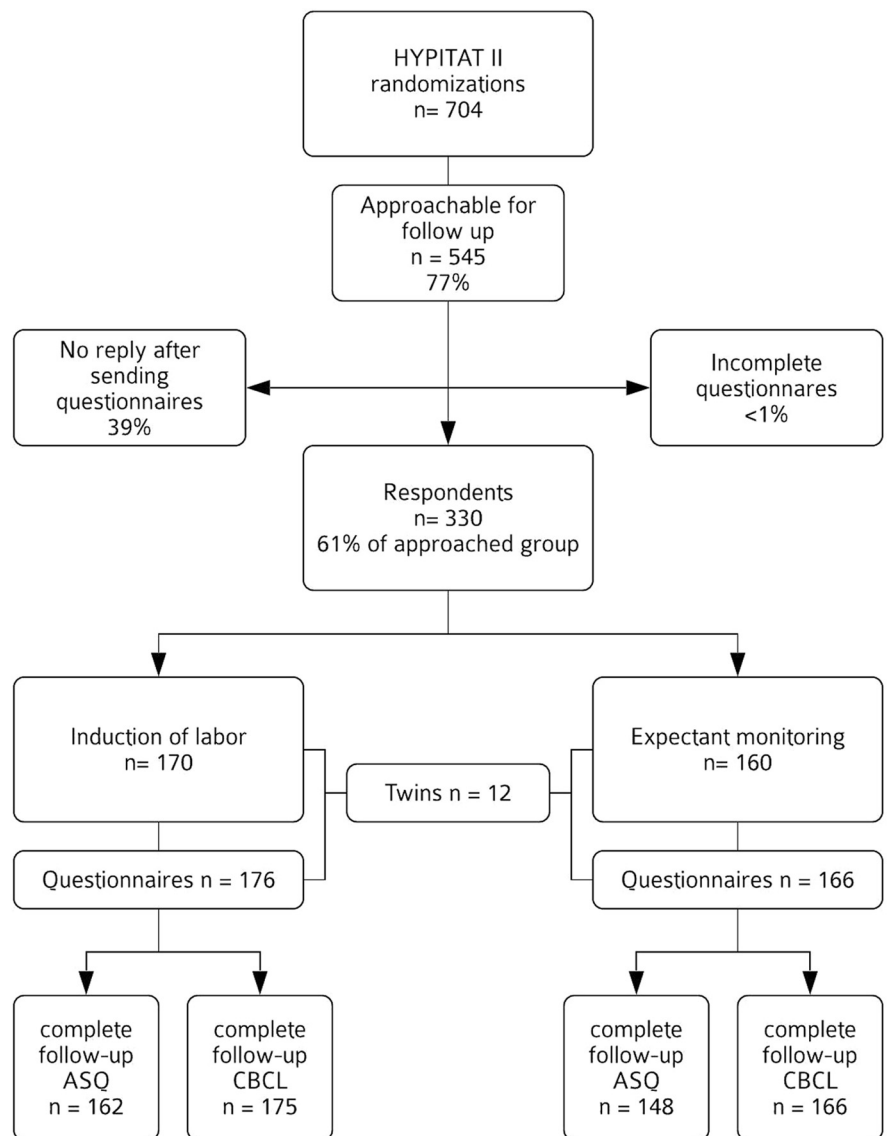 HYPITAT II
randomizations
n= 704
Approachable for
follow up
n = 545
77%
No reply after
sending
questionnaires
39%
Incomplete
questionnares
<1%
Respondents
n= 330
61% of approached group
Induction of labor
n= 170
Expectant monitoring
n= 160
Twins n = 12
Questionnaires n = 176
Questionnaires n = 166
complete
follow-up
ASQ
n = 162
complete
follow-up
CBCL
n = 175
complete
follow-up
ASQ
n = 148
complete
follow-up
CBCL
n = 166